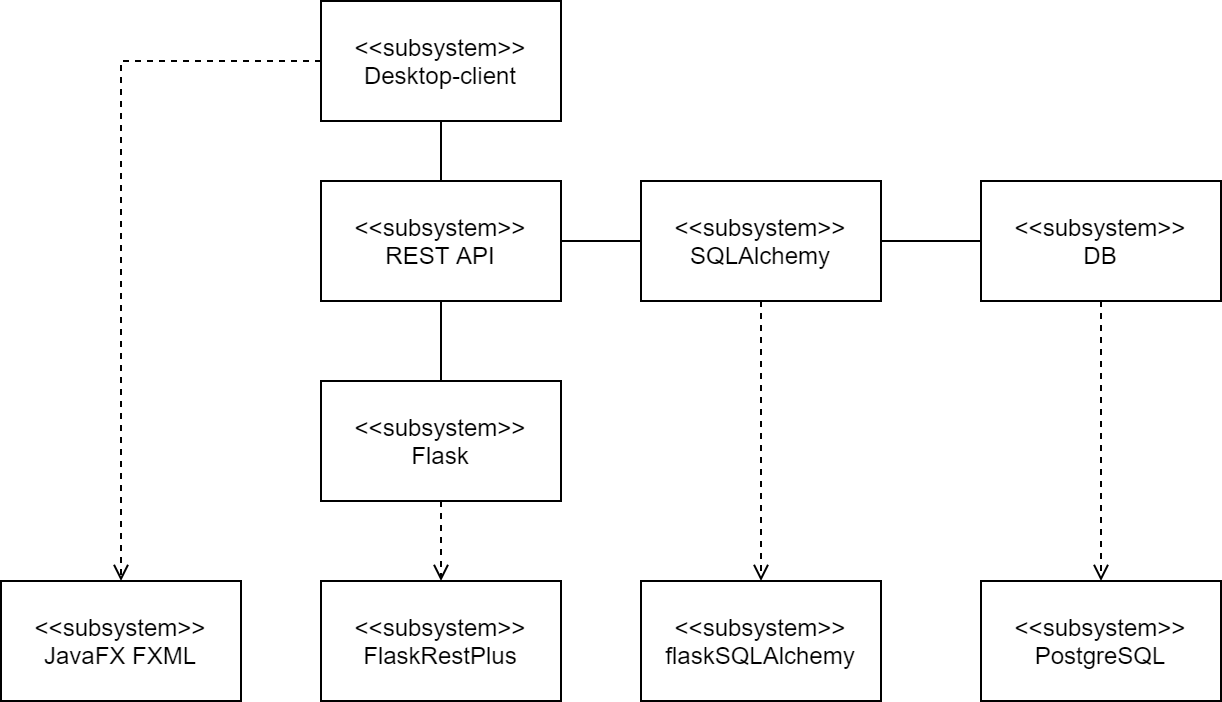 <<subsystem>>
Desktop-client
<<subsystem>>
REST API
<<subsystem>>
SQLAlchemy
<<subsystem>>
DB
<<subsystem>>
Flask
<<subsystem>>
JavaFX FXML
<<subsystem>>
FlaskRestPlus
<<subsystem>>
flaskSQLAlchemy
<<subsystem>>
PostgreSQL